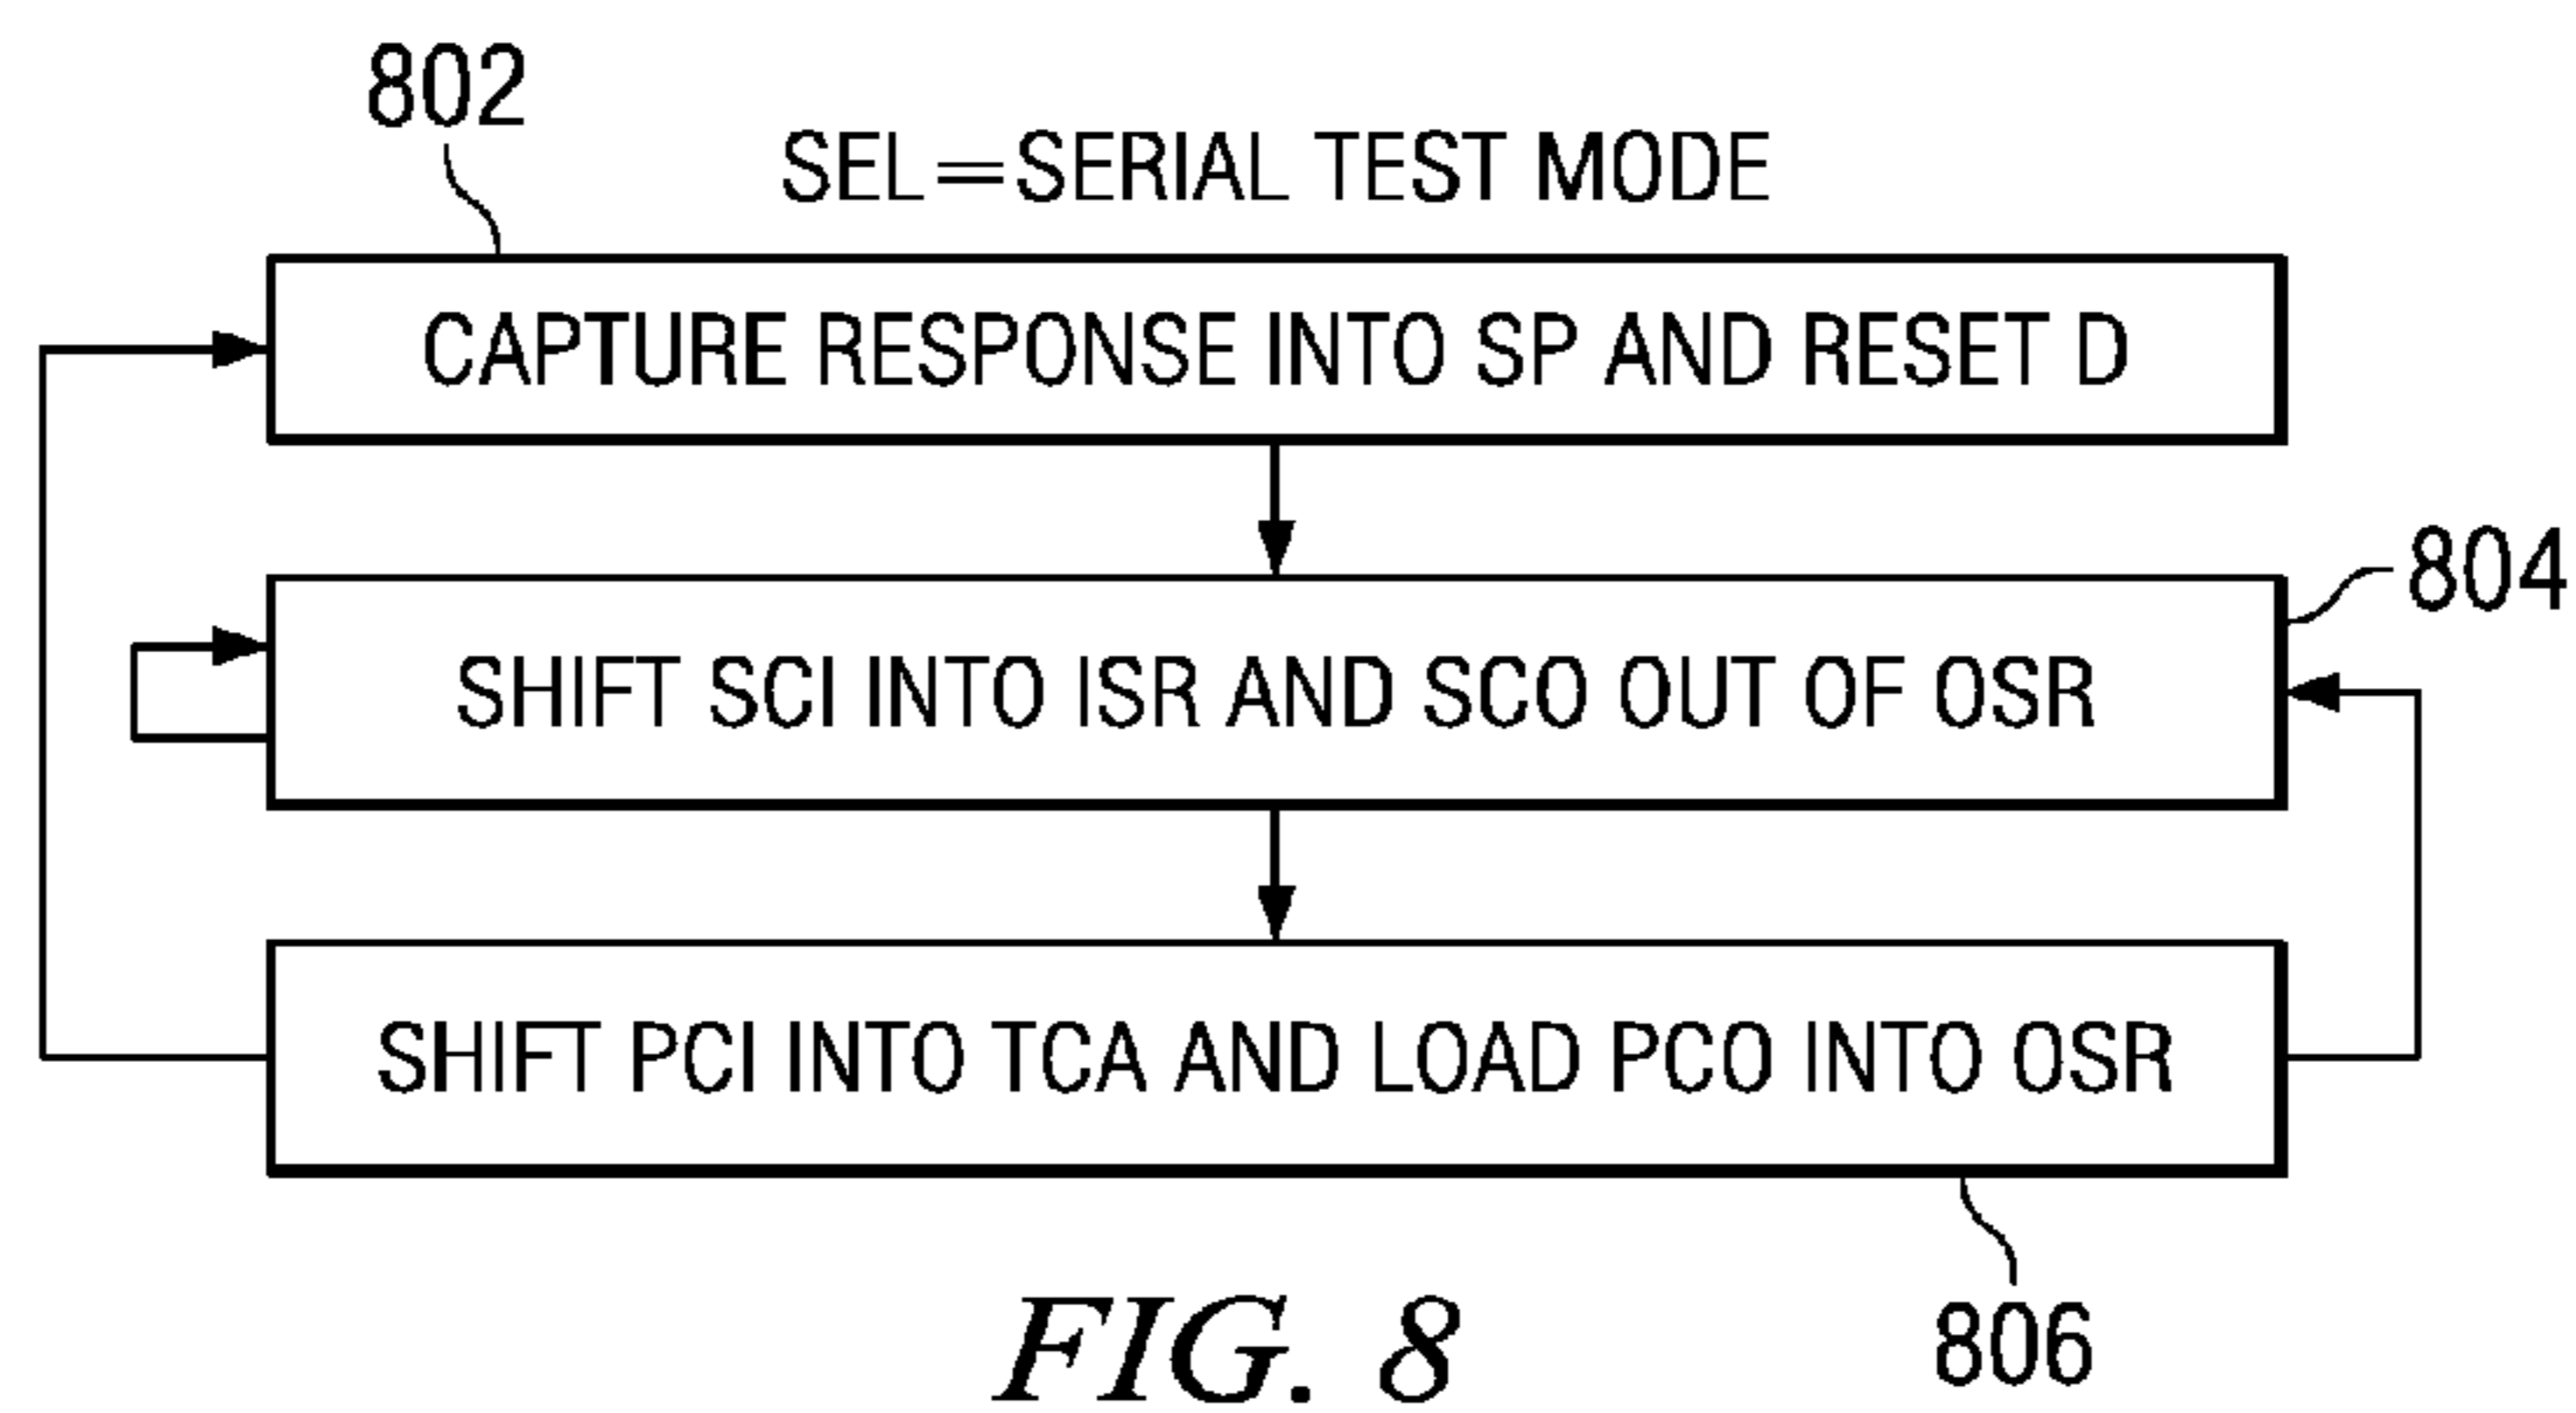 802
SEL=SERIAL TEST MODE
CAPTURE RESPONSE INTO SP AND RESET D
804
SHIFT SCI INTO ISR AND SCO OUT OF OSR
SHIFT PCI INTO TCA AND LOAD PCO INTO OSR
806
FIG. 8